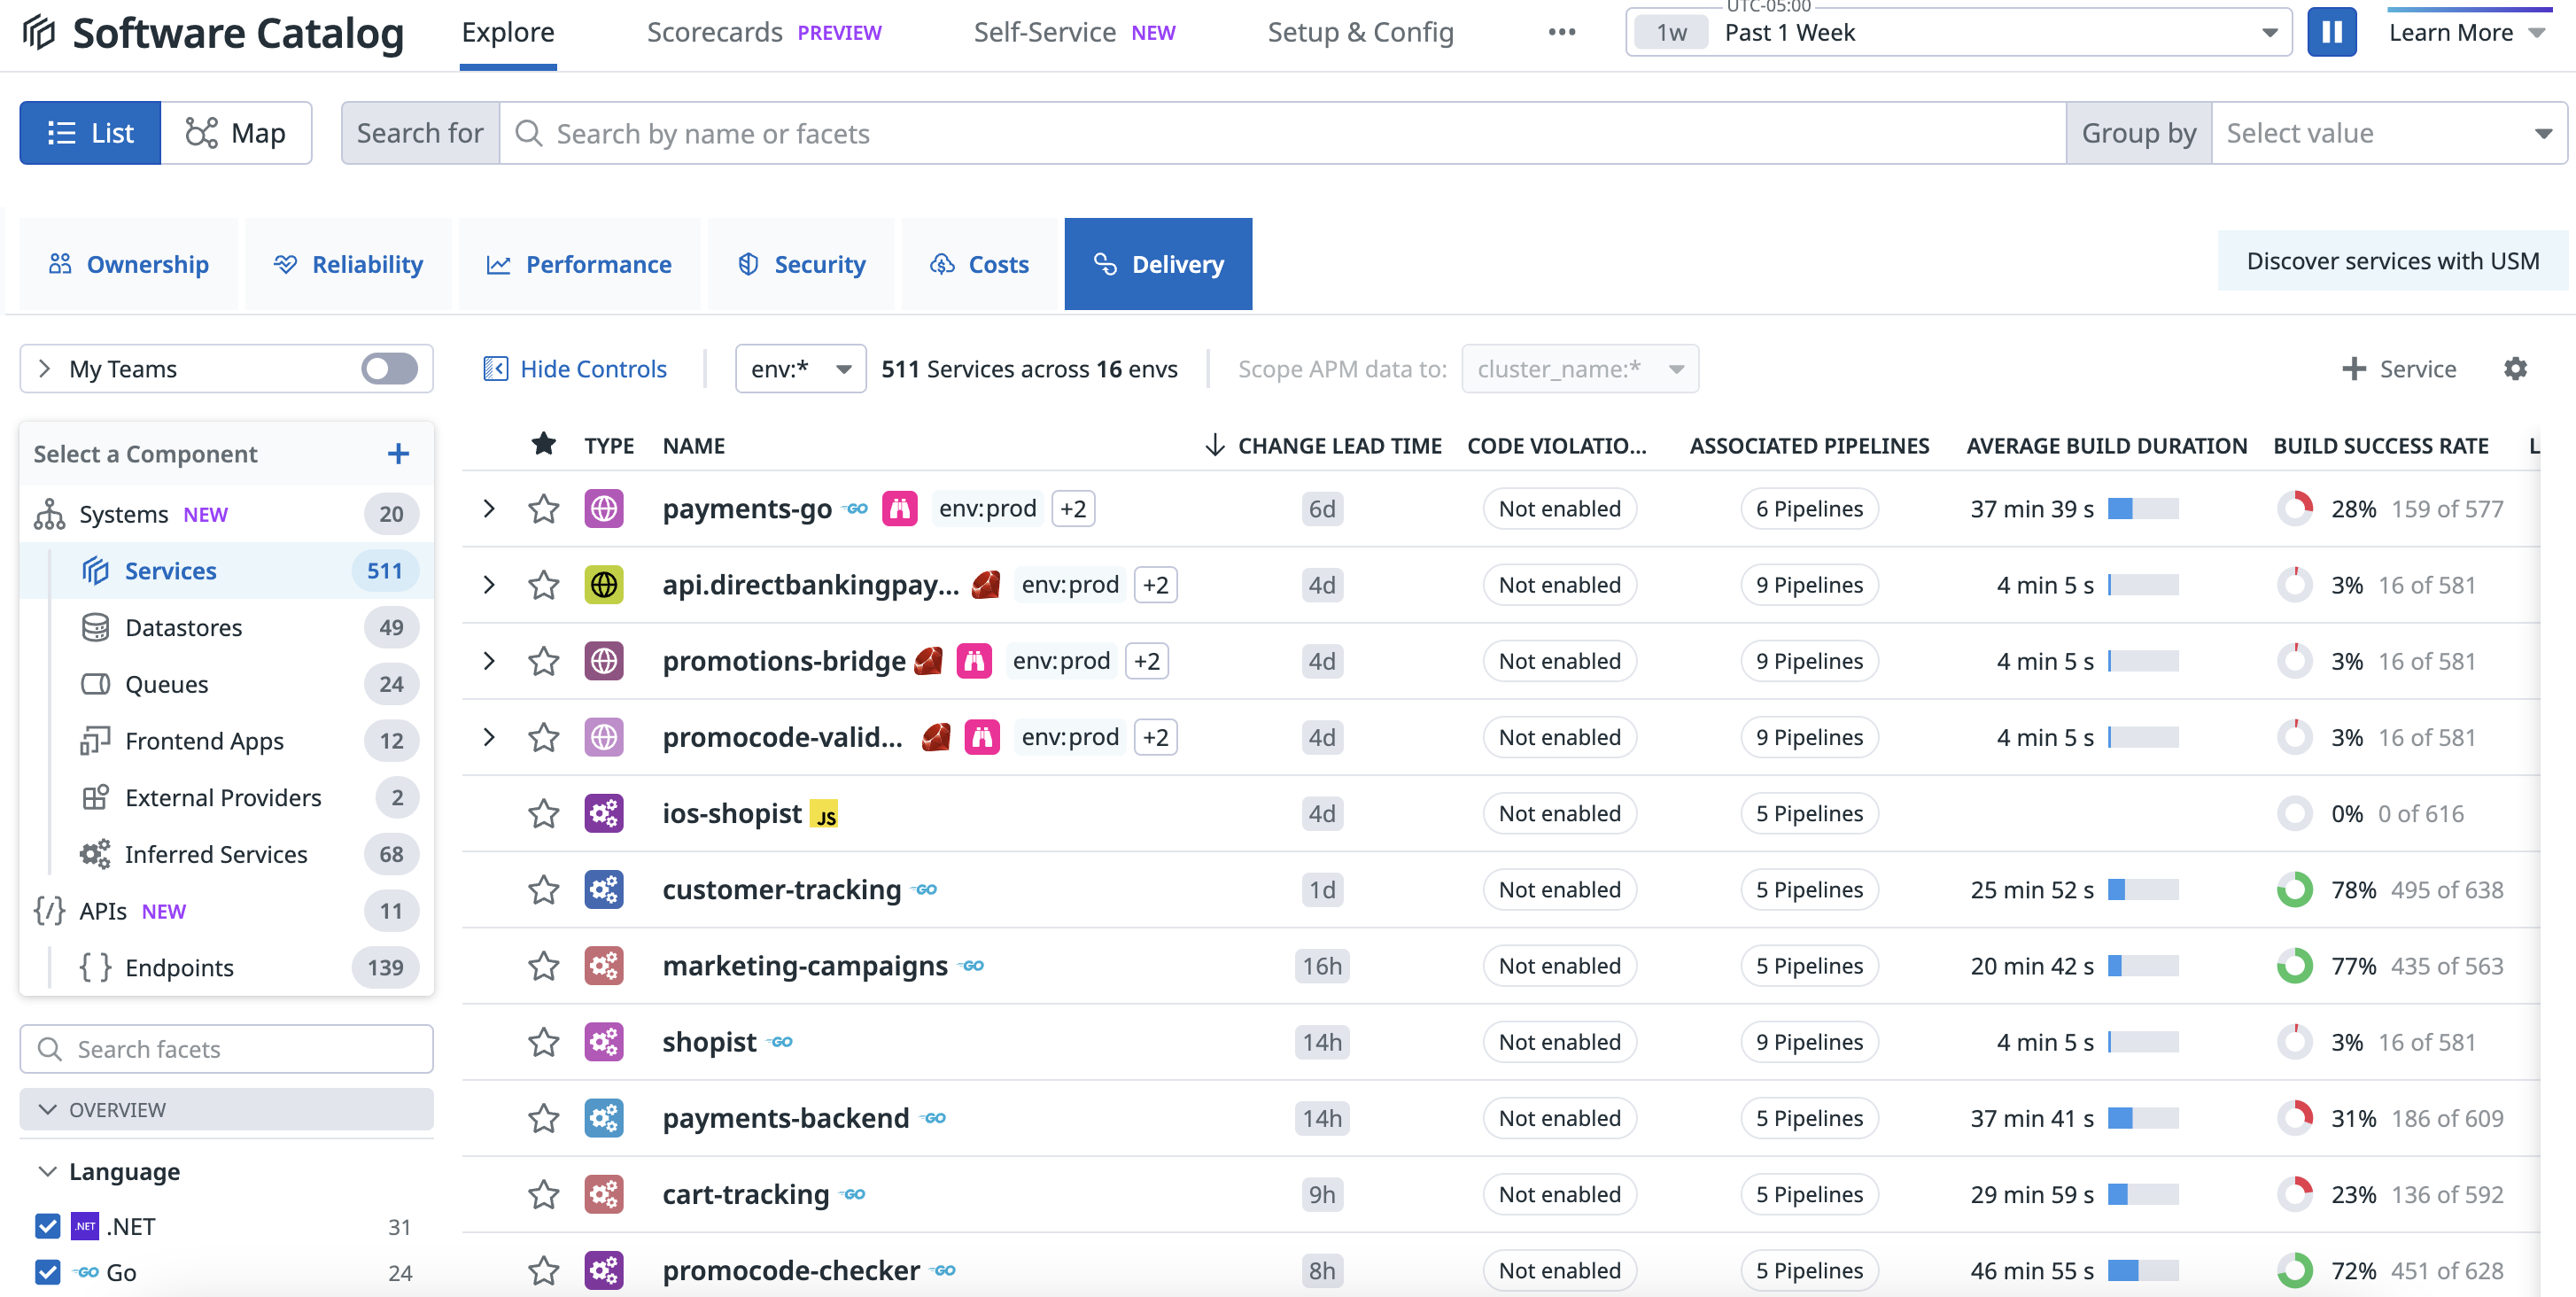 Software Catalog
Explore
Scorecards PREVIEW
Self-Service NEW
Setup & Config
UTC-05:00
1w Past 1 Week
Learn More
List
Map
Search for
Search by name or facets
Group by
Select value
Ownership
Reliability
Performance
Security
Costs
Delivery
Discover services with USM
My Teams
Hide Controls
env:*
511 Services across 16 envs
Scope APM data to:
cluster_name:*
+ Service
Select a Component +
Systems NEW 20
Services 511
Datastores 49
Queues 24
Frontend Apps 12
External Providers 2
Inferred Services 68
APIs NEW 11
Endpoints 139
Search facets
OVERVIEW
Language
.NET .NET 31
GO Go 24
TYPE NAME CHANGE LEAD TIME CODE VIOLATIO... ASSOCIATED PIPELINES AVERAGE BUILD DURATION BUILD SUCCESS RATE L
payments-go GO env:prod +2 6d Not enabled 6 Pipelines 37 min 39 s 28% 159 of 577
api.directbankingpay... env:prod +2 4d Not enabled 9 Pipelines 4 min 5 s 3% 16 of 581
promotions-bridge env:prod +2 4d Not enabled 9 Pipelines 4 min 5 s 3% 16 of 581
promocode-valid... env:prod +2 4d Not enabled 9 Pipelines 4 min 5 s 3% 16 of 581
ios-shopist JS 4d Not enabled 5 Pipelines 0% 0 of 616
customer-tracking GO 1d Not enabled 5 Pipelines 25 min 52 s 78% 495 of 638
marketing-campaigns GO 16h Not enabled 5 Pipelines 20 min 42 s 77% 435 of 563
shopist GO 14h Not enabled 9 Pipelines 4 min 5 s 3% 16 of 581
payments-backend GO 14h Not enabled 5 Pipelines 37 min 41 s 31% 186 of 609
cart-tracking GO 9h Not enabled 5 Pipelines 29 min 59 s 23% 136 of 592
promocode-checker GO 8h Not enabled 5 Pipelines 46 min 55 s 72% 451 of 628